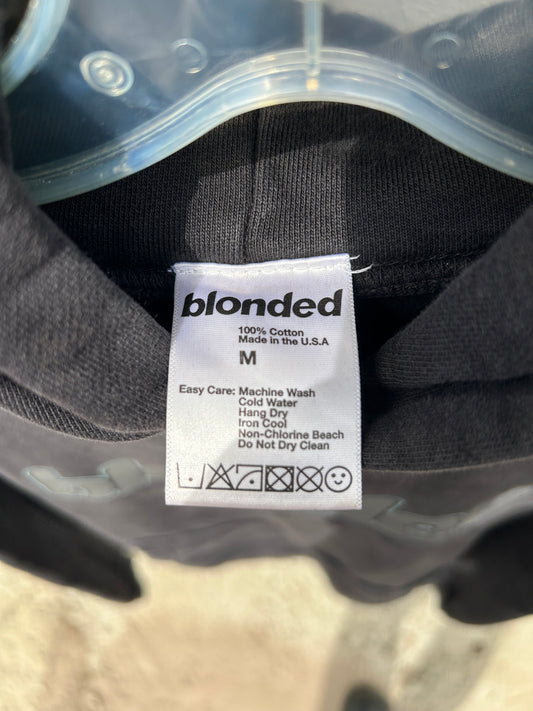 blonded
100% Cotton
Made in the U.S.A
M
Easy Care: Machine Wash
Cold Water
Hang Dry
Iron Cool
Non-Chlorine Beach
Do Not Dry Clean